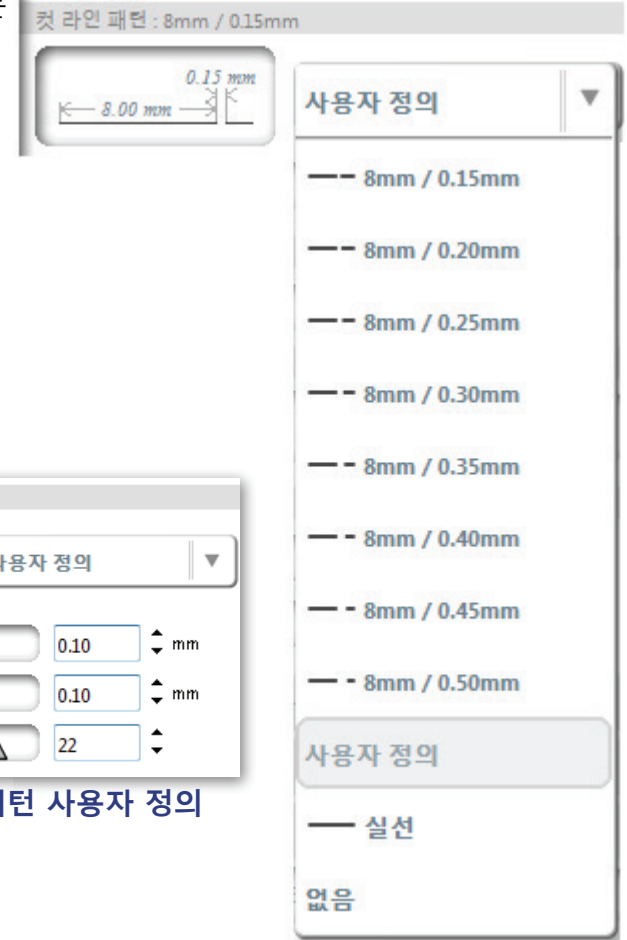 컷 라인 패턴 : 8mm / 0.15mm
0.15 mm
8.00 mm
사용자 정의
8mm / 0.15mm
8mm / 0.20mm
8mm / 0.25mm
8mm / 0.30mm
8mm / 0.35mm
8mm / 0.40mm
8mm / 0.45mm
8mm / 0.50mm
사용자 정의
실선
없음
사용자 정의
0.10 mm
0.10 mm
22
사용자 정의